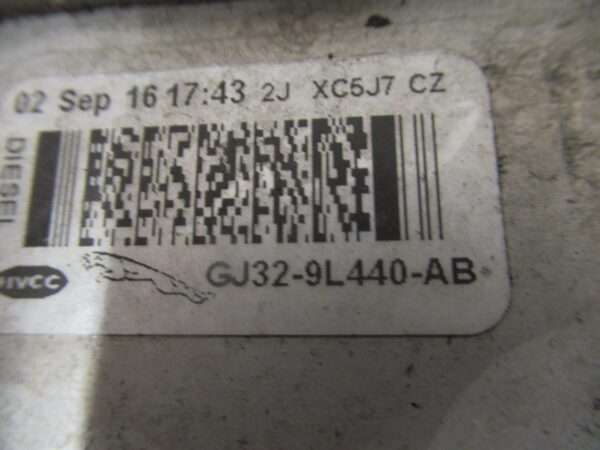 02 Sep 16 17:43 2J XC5J7 CZ
DIESEL
GJ32-9L440-AB